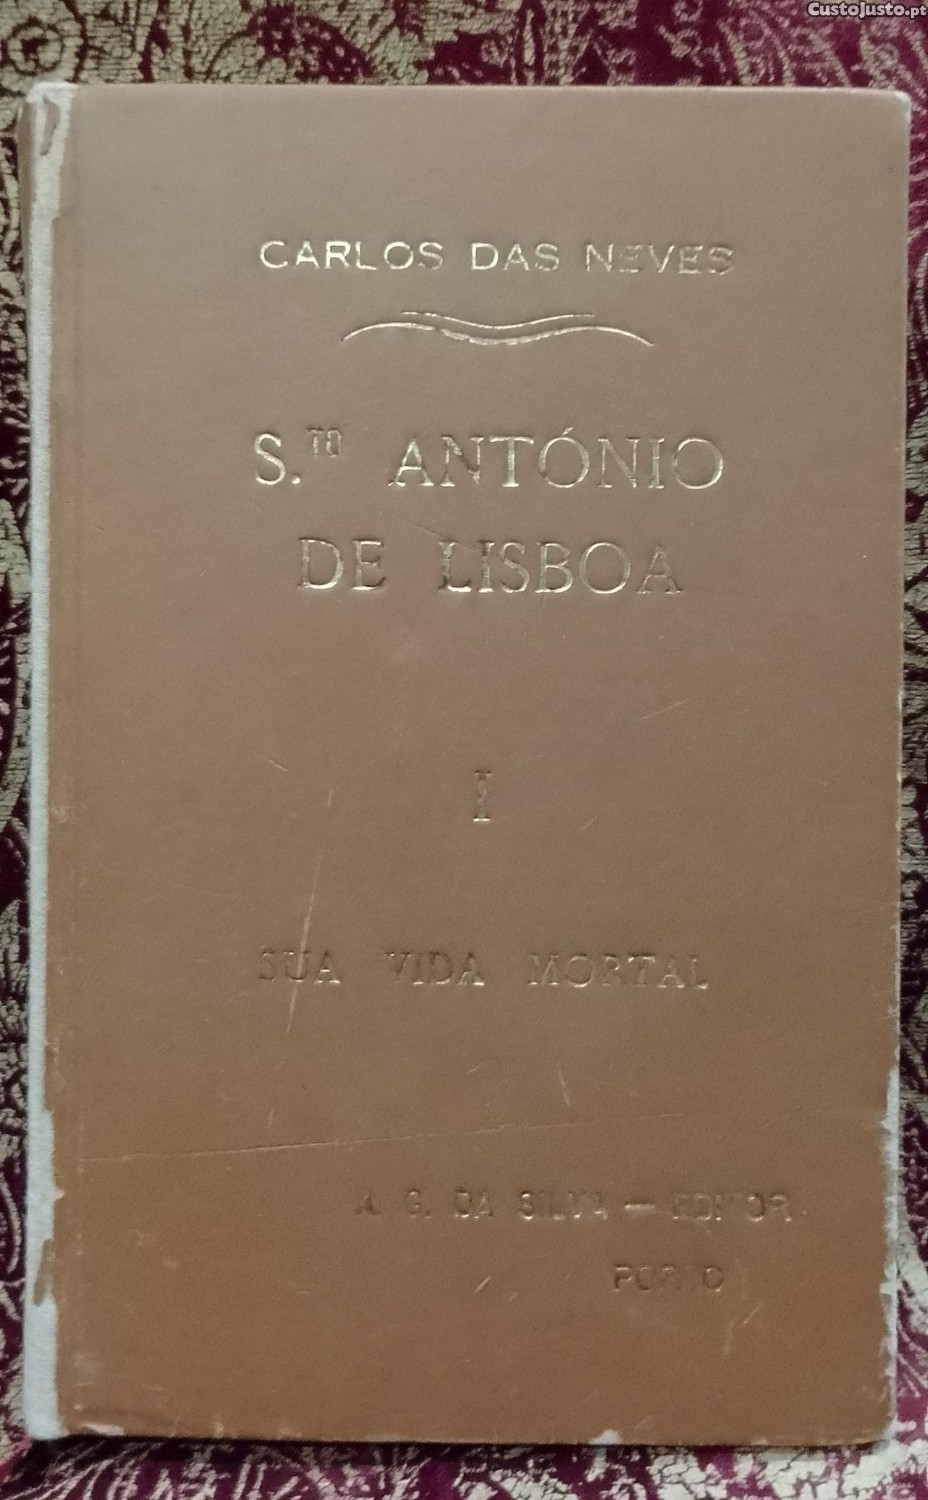 CustoJusto.pt
CARLOS DAS NEVES
S.TO ANTÓNIO
DE LISBOA
I
SUA VIDA MORTAL
A. G. DA SILVA — EDITOR
PORTO